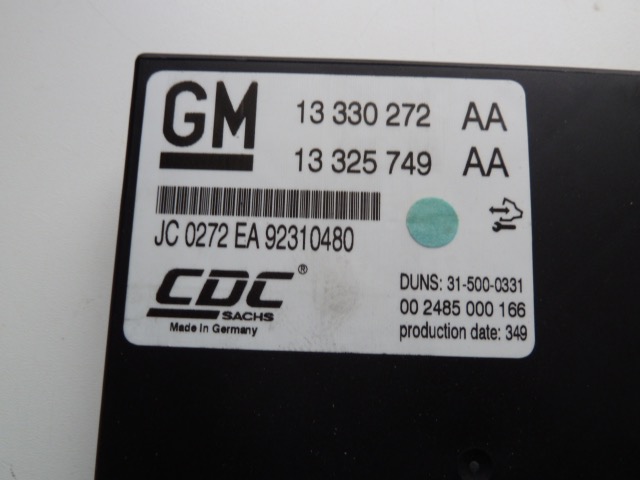 GM
13 330 272 AA
13 325 749 AA
JC 0272 EA 92310480
CDC®
SACHS
Made in Germany
DUNS: 31-500-0331
00 2485 000 166
production date: 349